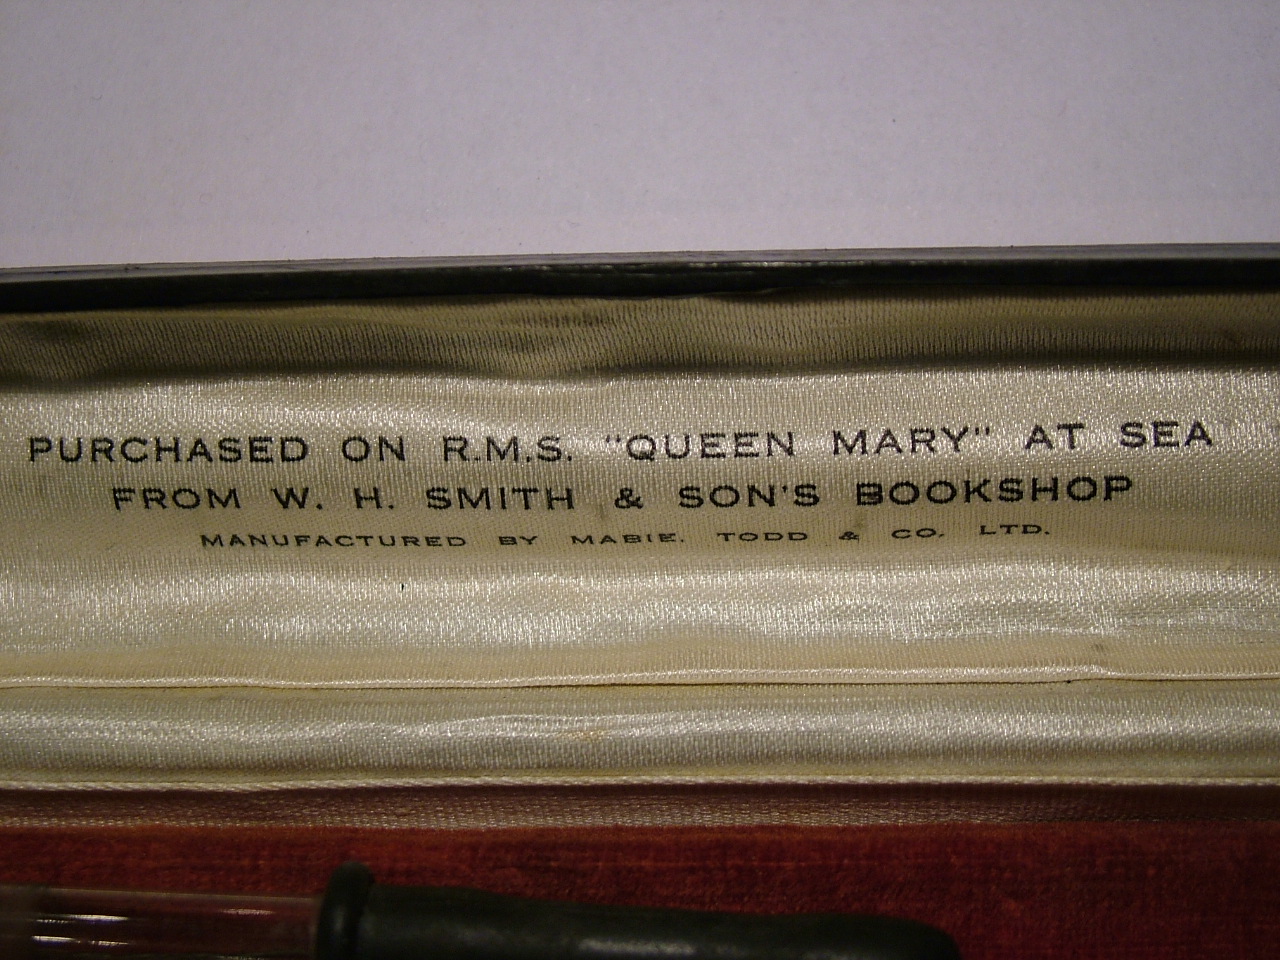 PURCHASED ON R.M.S. "QUEEN MARY" AT SEA
FROM W. H. SMITH & SON'S BOOKSHOP
MANUFACTURED BY MABIE, TODD & CO. LTD.